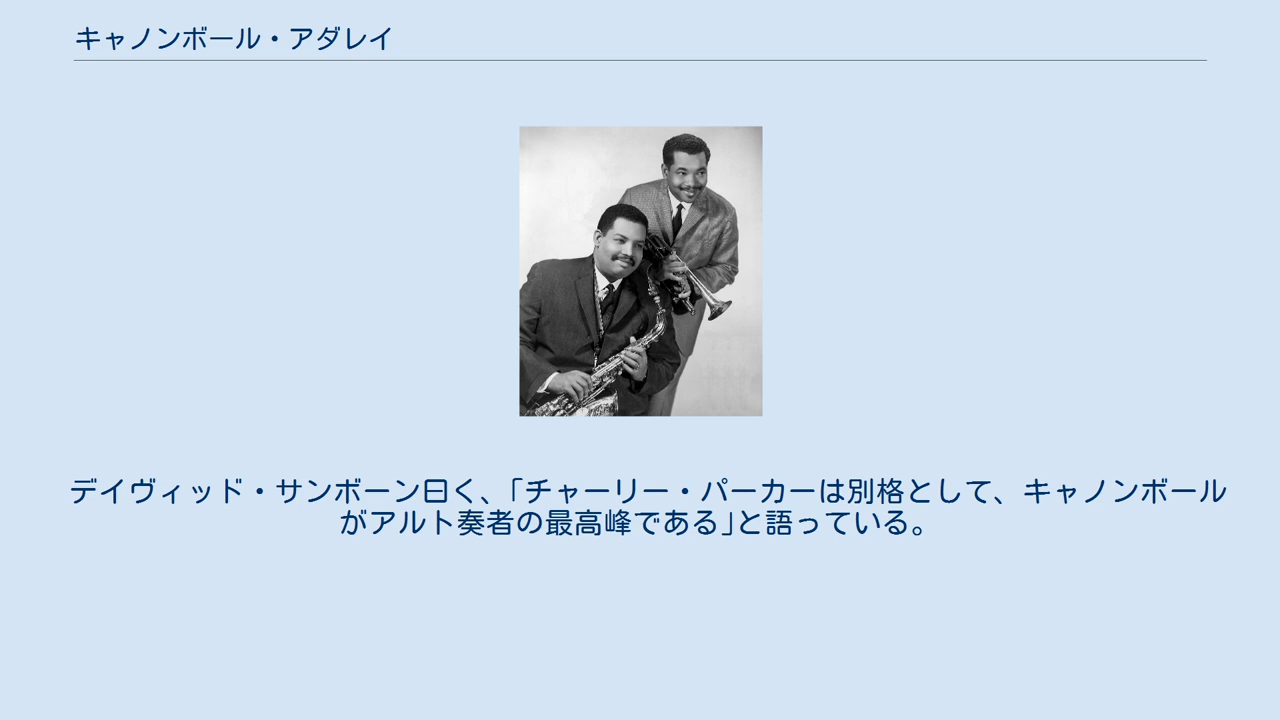 キャノンボール・アダレイ
デイヴィッド・サンボーン曰く、｢チャーリー・パーカーは別格として、キャノンボール
がアルト奏者の最高峰である｣と語っている。